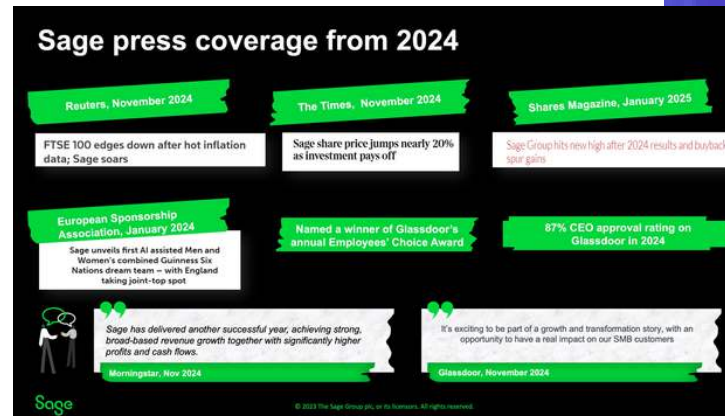 Sage press coverage from 2024
Reuters, November 2024
FTSE 100 edges down after hot inflation
data; Sage soars
The Times, November 2024
Sage share price jumps nearly 20%
as investment pays off
Shares Magazine, January 2025
Sage Group hits new high after 2024 results and buyback
spur gains
European Sponsorship
Association, January 2024
Sage unveils first AI assisted Men and
Women's combined Guinness Six
Nations dream team – with England
taking joint-top spot
Named a winner of Glassdoor's
annual Employees' Choice Award
87% CEO approval rating on
Glassdoor in 2024
Sage has delivered another successful year, achieving strong,
broad-based revenue growth together with significantly higher
profits and cash flows.
Morningstar, Nov 2024
It's exciting to be part of a growth and transformation story, with an
opportunity to have a real impact on our SMB customers
Glassdoor, November 2024
Sage
© 2023 The Sage Group plc, or its licensors. All rights reserved.